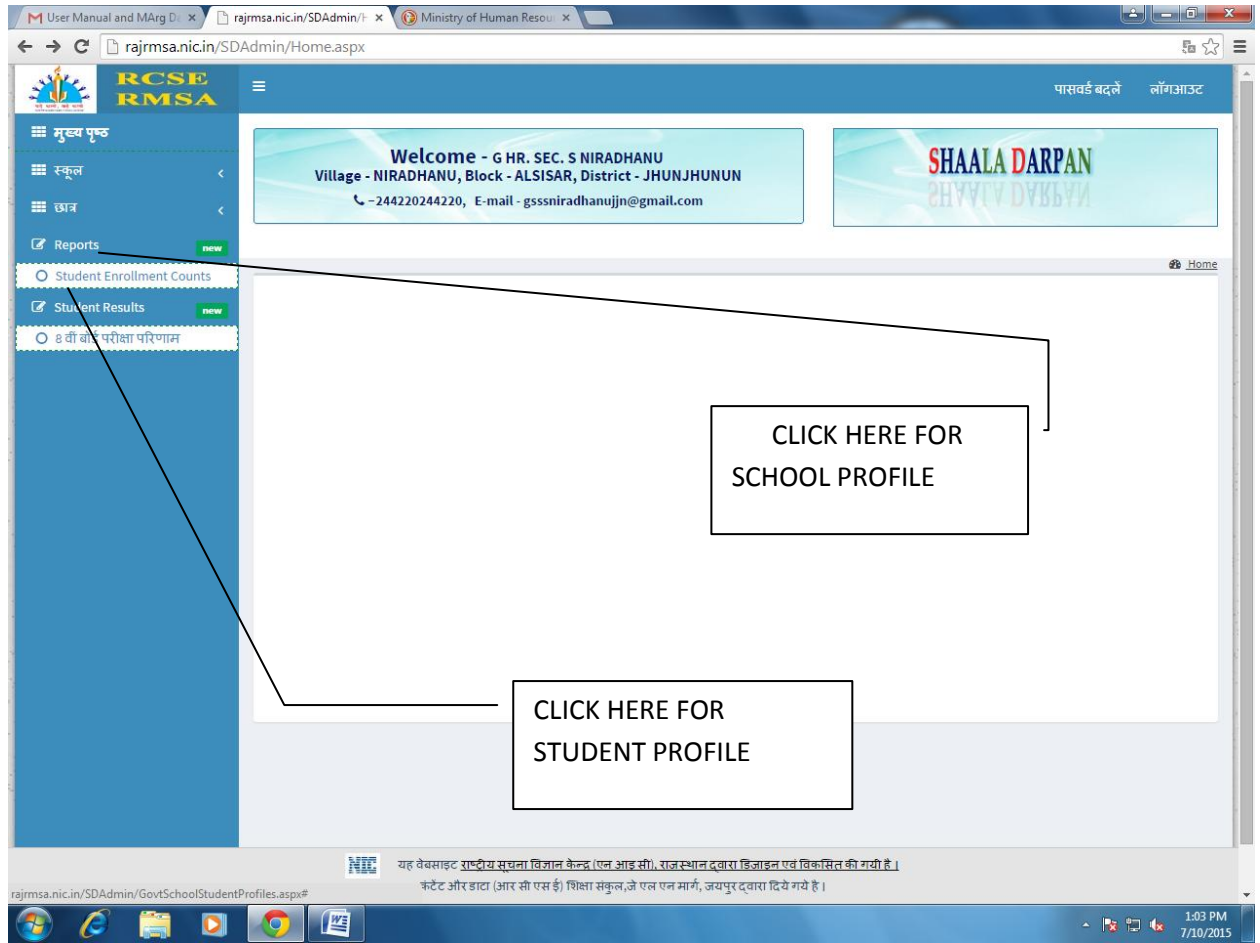 User Manual and MArg De
rajrmsa.nic.in/SDAdmin/H
Ministry of Human Resou
rajrmsa.nic.in/SDAdmin/Home.aspx
RCSE
RMSA
पासवर्ड बदलें लॉगआउट
मुख्य पृष्ठ
स्कूल
छात्र
Reports new
Student Enrollment Counts
Student Results new
8 वीं बोर्ड परीक्षा परिणाम
Welcome - G HR. SEC. S NIRADHANU
Village - NIRADHANU, Block - ALSISAR, District - JHUNJHUNUN
-244220244220, E-mail - gsssniradhanujjn@gmail.com
SHAALA DARPAN
Home
CLICK HERE FOR
SCHOOL PROFILE
CLICK HERE FOR
STUDENT PROFILE
NIC यह वेबसाइट राष्ट्रीय सूचना विज्ञान केन्द्र (एन आइ सी), राजस्थान द्वारा डिजाइन एवं विकसित की गयी है |
कंटेंट और डाटा (आर सी एस ई) शिक्षा संकुल,जे एल एन मार्ग, जयपुर द्वारा दिये गये है |
rajrmsa.nic.in/SDAdmin/GovtSchoolStudentProfiles.aspx#
1:03 PM
7/10/2015